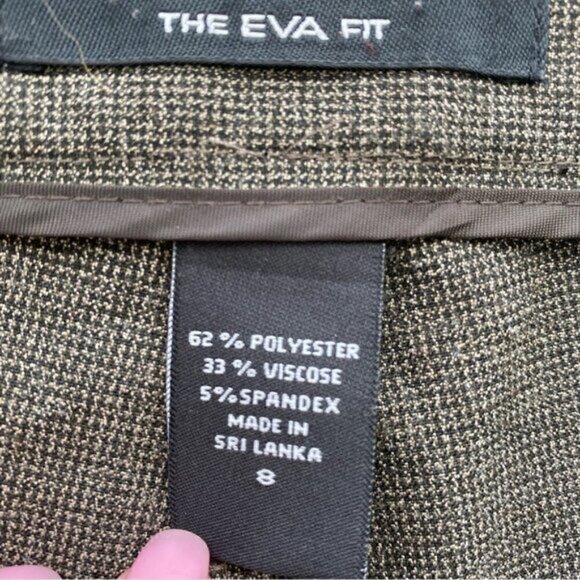 THE EVA FIT
62 % POLYESTER
33 % VISCOSE
5%SPANDEX
MADE IN
SRI LANKA
8